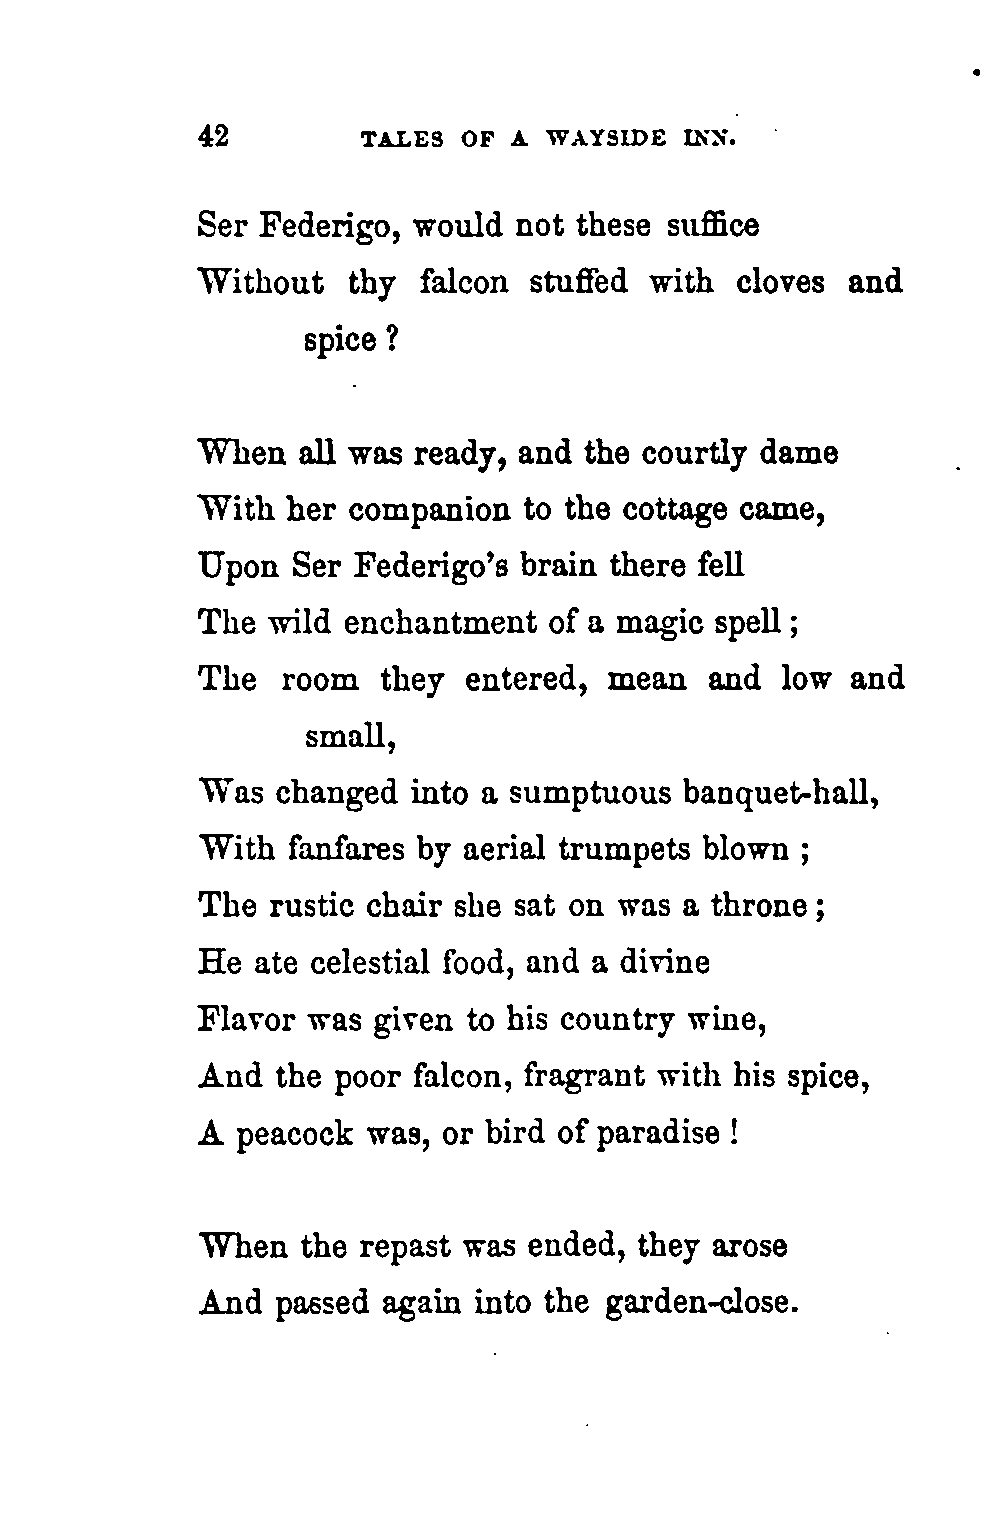 42 TALES OF A WAYSIDE INN.
Ser Federigo, would not these suffice
Without thy falcon stuffed with cloves and
spice ?
When all was ready, and the courtly dame
With her companion to the cottage came,
Upon Ser Federigo's brain there fell
The wild enchantment of a magic spell ;
The room they entered, mean and low and
small,
Was changed into a sumptuous banquet-hall,
With fanfares by aerial trumpets blown ;
The rustic chair she sat on was a throne ;
He ate celestial food, and a divine
Flavor was given to his country wine,
And the poor falcon, fragrant with his spice,
A peacock was, or bird of paradise !
When the repast was ended, they arose
And passed again into the garden-close.